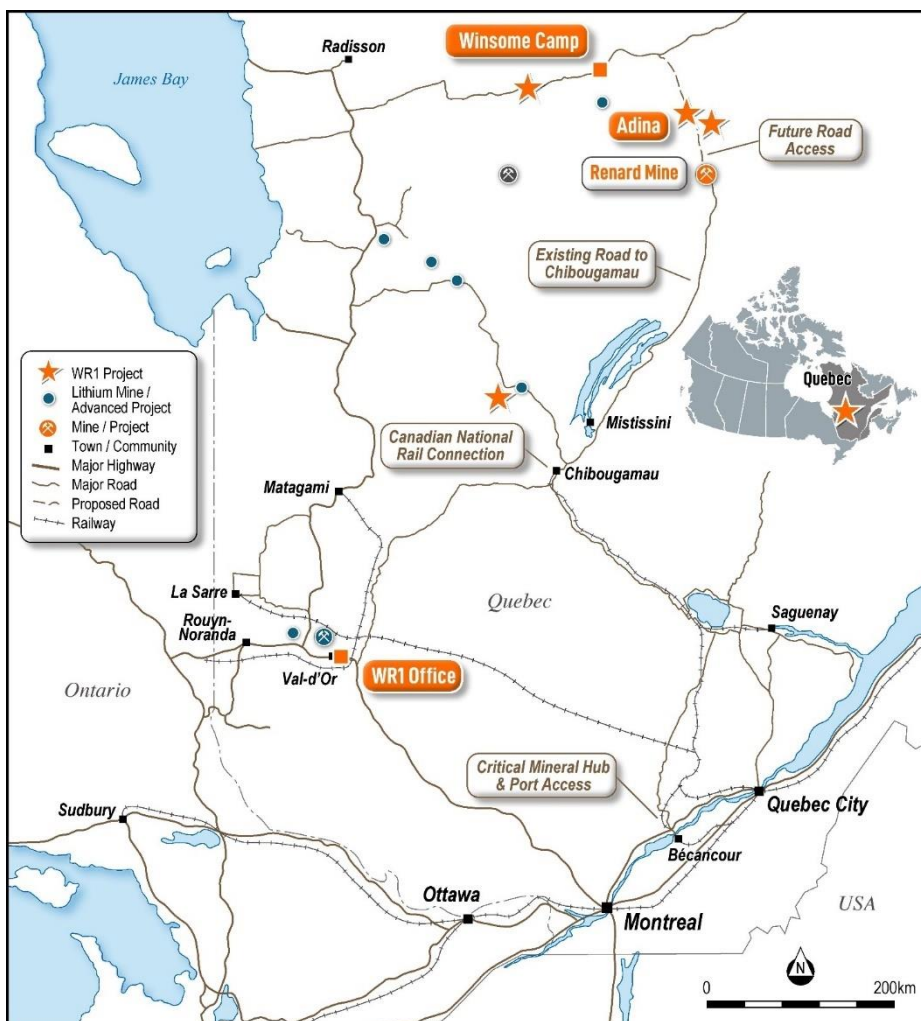 Winsome Camp
Radisson
James Bay
Adina
Future Road
Access
Renard Mine
Existing Road to
Chibougamau
WR1 Project
Lithium Mine /
Advanced Project
Mine / Project
Town / Community
Major Highway
Major Road
Proposed Road
Railway
Quebec
Mistissini
Canadian National
Rail Connection
Chibougamau
Matagami
La Sarre
Quebec
Saguenay
Rouyn-
Noranda
Val-d'Or
WR1 Office
Ontario
Critical Mineral Hub
& Port Access
Sudbury
Quebec City
Bécancour
Ottawa
USA
Montreal
N
0
200km